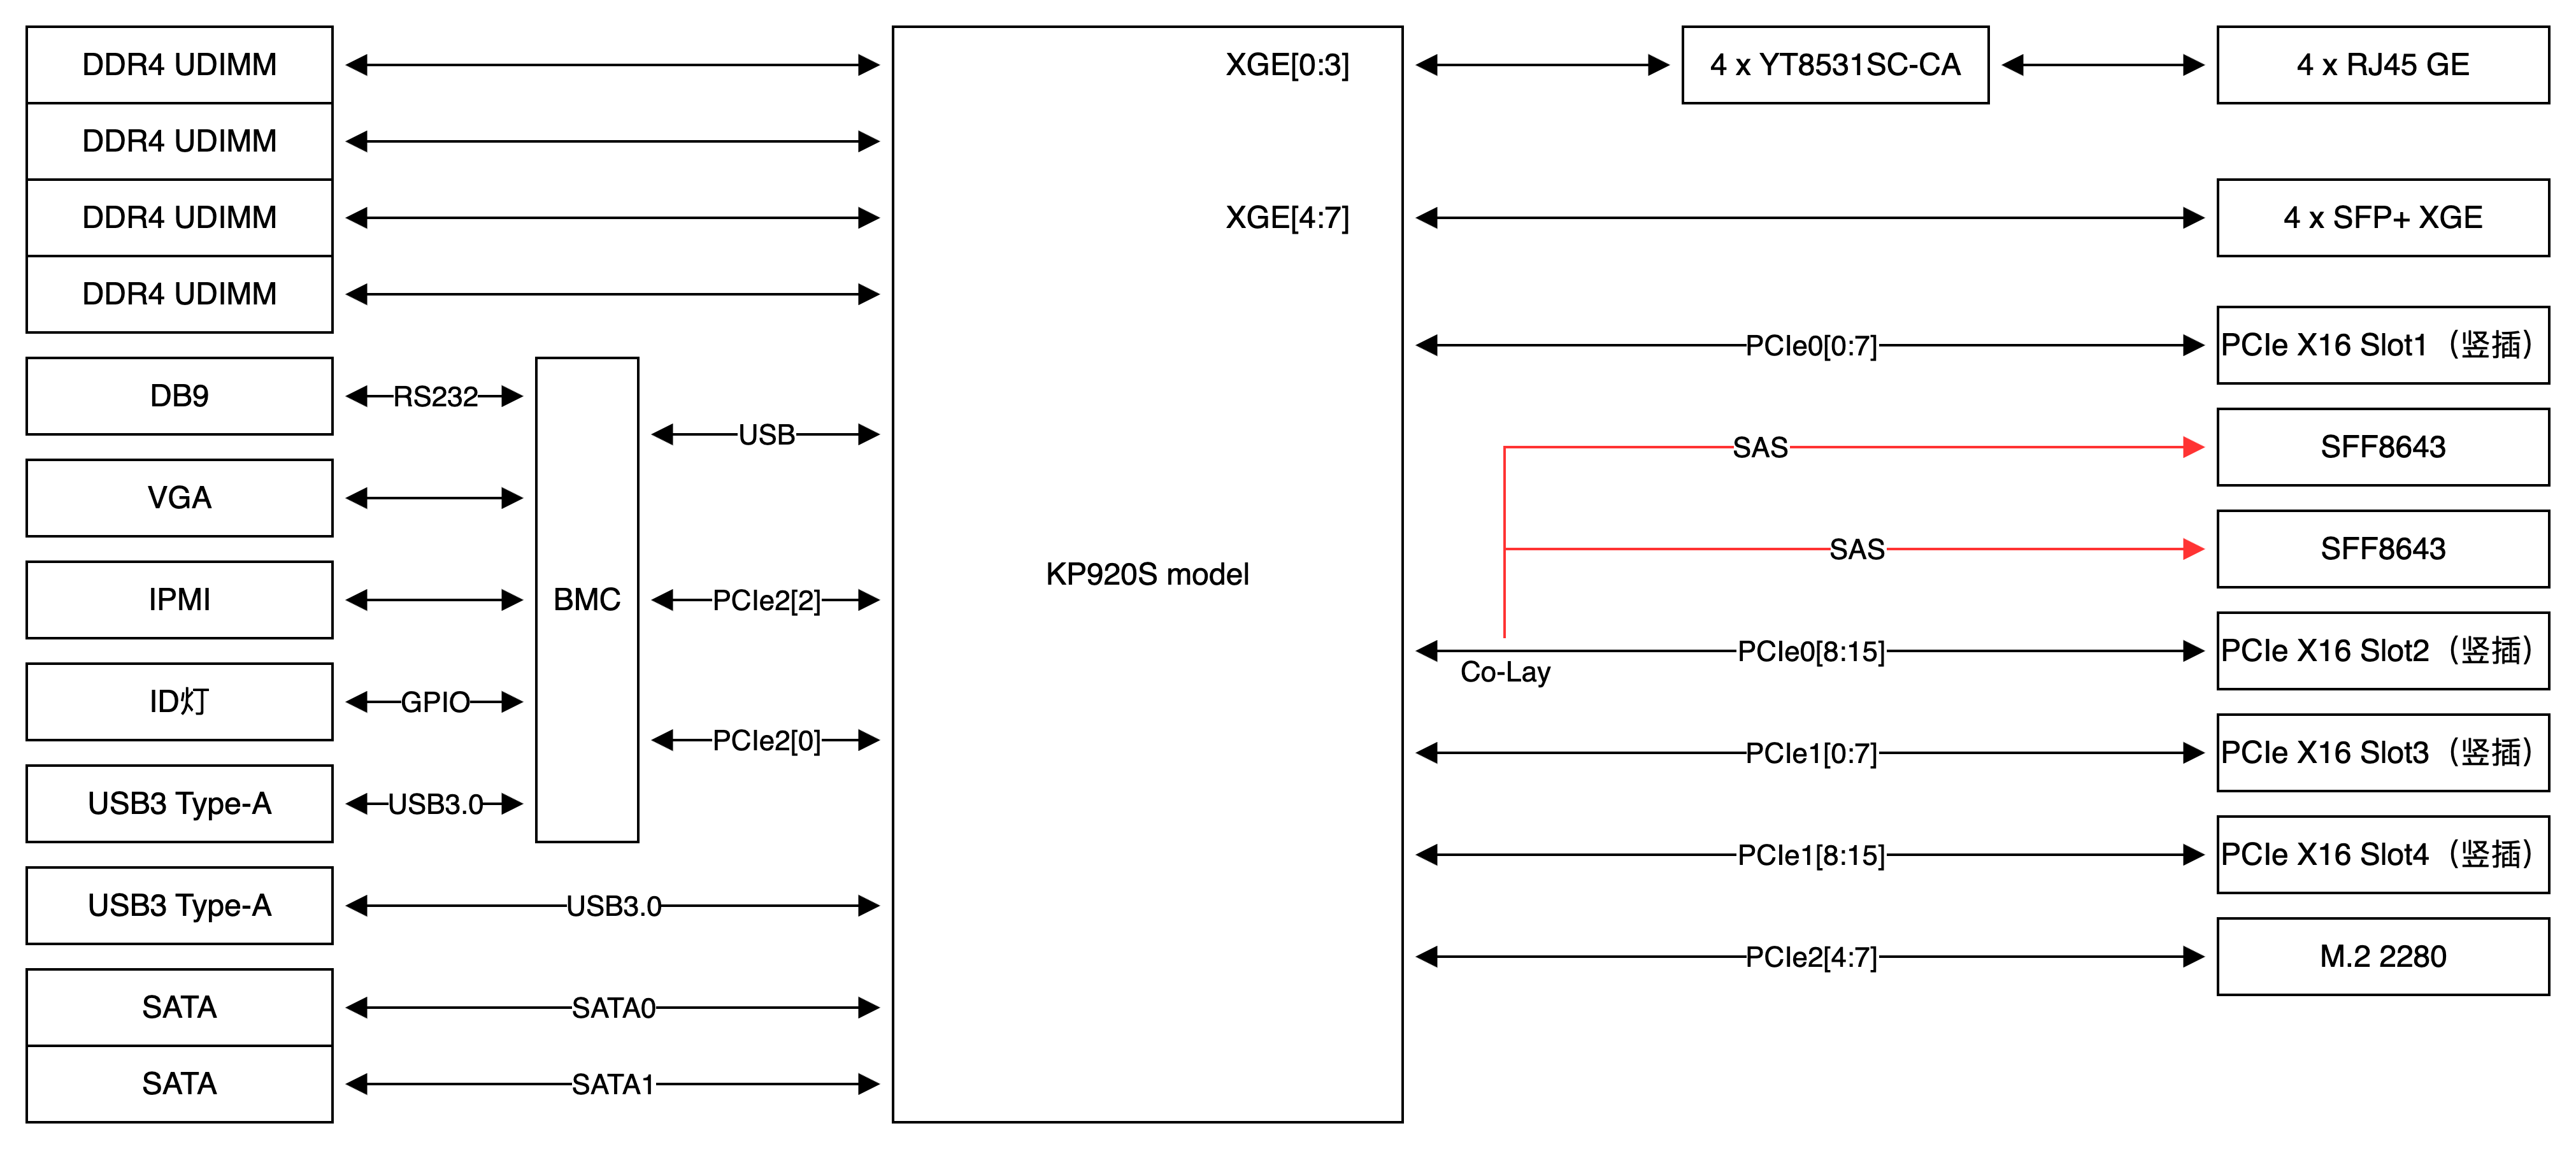 DDR4 UDIMM
DDR4 UDIMM
DDR4 UDIMM
DDR4 UDIMM
DB9
RS232
VGA
IPMI
ID灯
GPIO
USB3 Type-A
USB3.0
BMC
USB
PCIe2[2]
PCIe2[0]
USB3 Type-A
USB3.0
SATA
SATA0
SATA
SATA1
KP920S model
XGE[0:3]
4 x YT8531SC-CA
4 x RJ45 GE
XGE[4:7]
4 x SFP+ XGE
PCIe0[0:7]
PCIe X16 Slot1（竖插）
SAS
SFF8643
SAS
SFF8643
PCIe0[8:15]
Co-Lay
PCIe X16 Slot2（竖插）
PCIe1[0:7]
PCIe X16 Slot3（竖插）
PCIe1[8:15]
PCIe X16 Slot4（竖插）
PCIe2[4:7]
M.2 2280